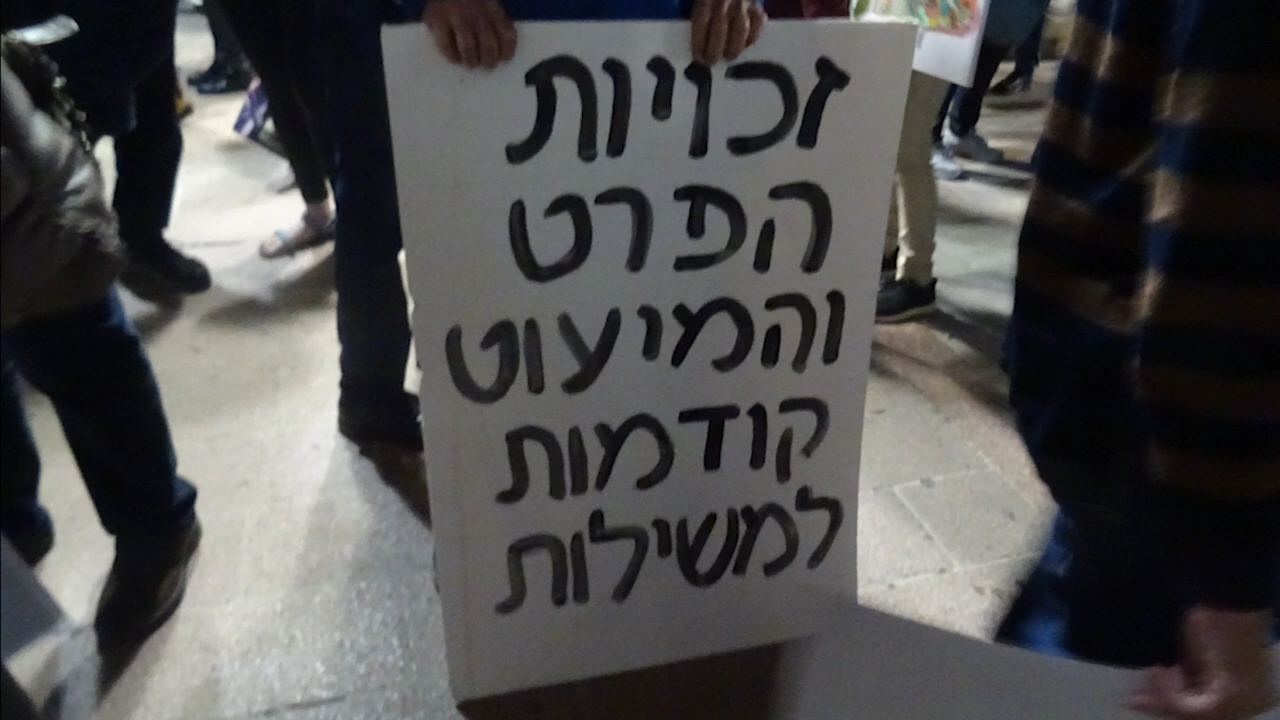 זכויות
הפרט
והמיעוט
קודמות
למשילות